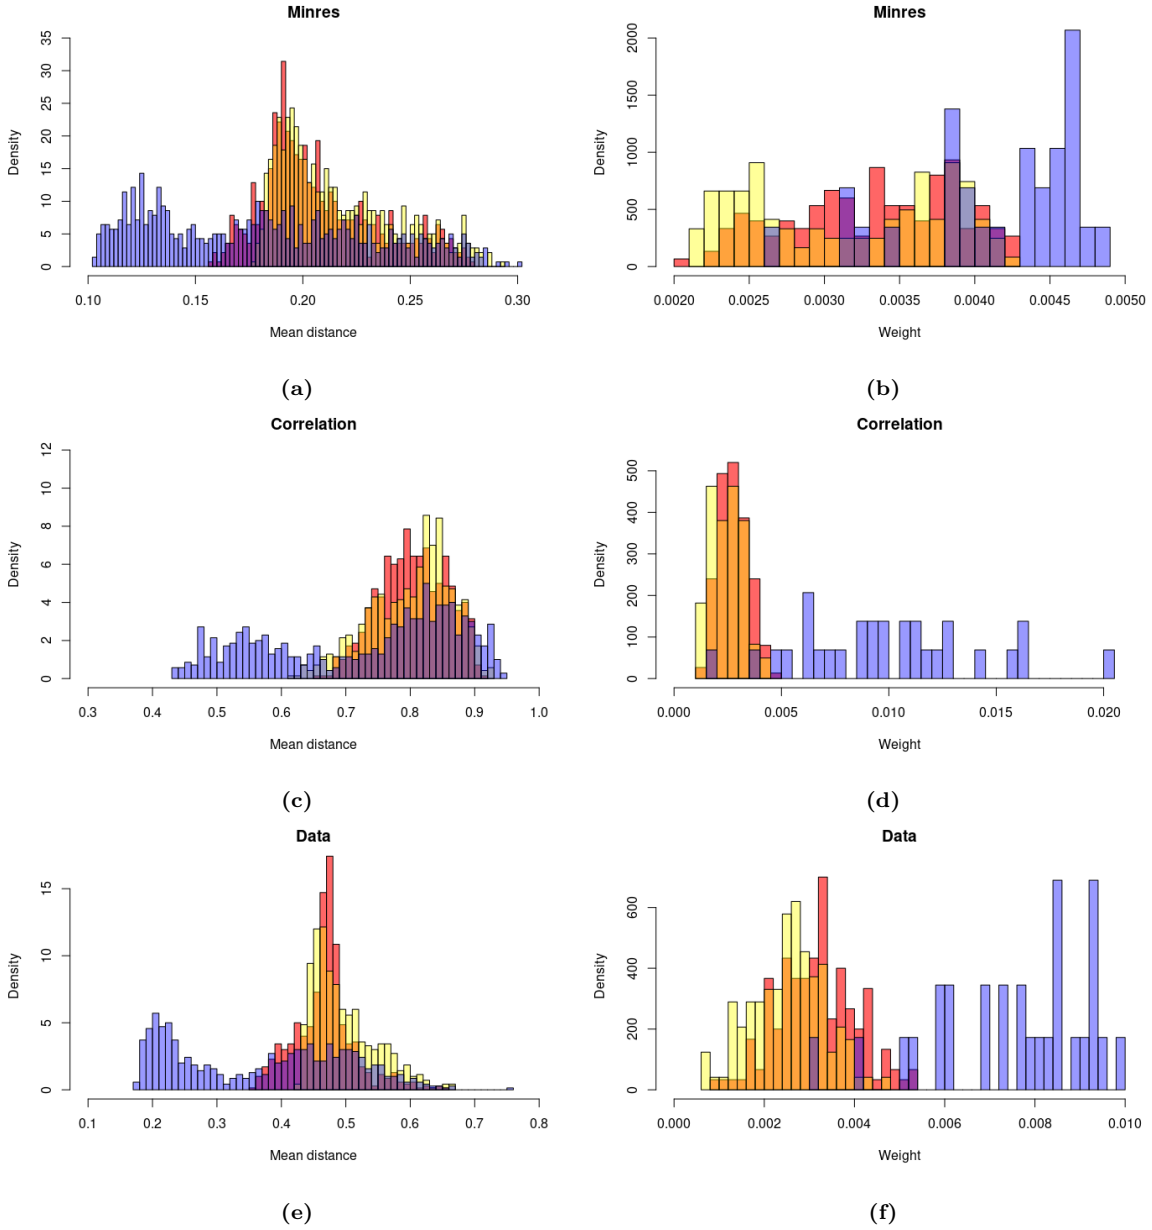 Minres
Density
0 5 10 15 20 25 30 35
0.10 0.15 0.20 0.25 0.30
Mean distance
(a)
Minres
Density
0 500 1000 1500 2000
0.0020 0.0025 0.0030 0.0035 0.0040 0.0045 0.0050
Weight
(b)
Correlation
Density
0 2 4 6 8 10 12
0.3 0.4 0.5 0.6 0.7 0.8 0.9 1.0
Mean distance
(c)
Correlation
Density
0 100 200 300 400 500
0.000 0.005 0.010 0.015 0.020
Weight
(d)
Data
Density
0 5 10 15
0.1 0.2 0.3 0.4 0.5 0.6 0.7 0.8
Mean distance
(e)
Data
Density
0 200 400 600
0.000 0.002 0.004 0.006 0.008 0.010
Weight
(f)